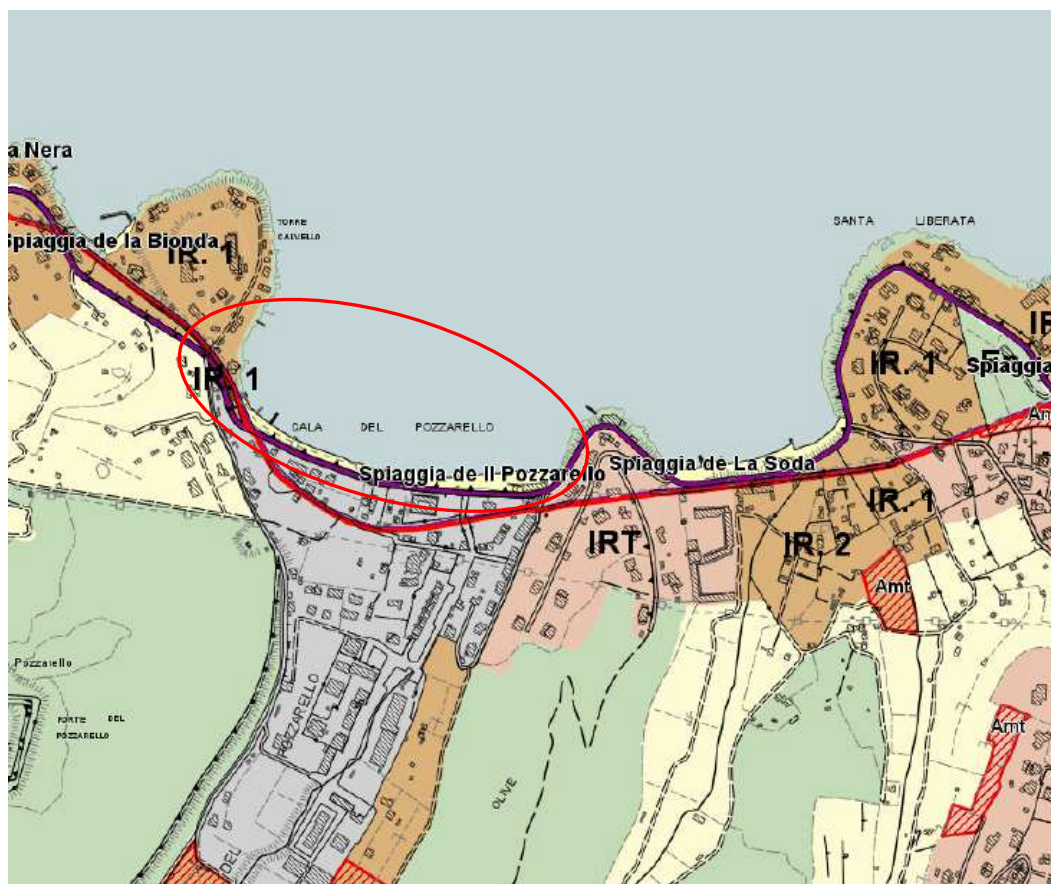 a Nera
TORRE
CALVELLO
SANTA LIBERATA
Spiaggia de la Bionda
IR. 1
IR. 1
IR. 1
Spiaggia
CALA DEL POZZARELLO
Spiaggia de Il Pozzarello
Spiaggia de La Soda
IR. 1
IRT.
IR. 2
Amt
Pozzarello
FORTE DEL
POZZARELLO
POZZARELLO
DEL
OLIVE
Amt